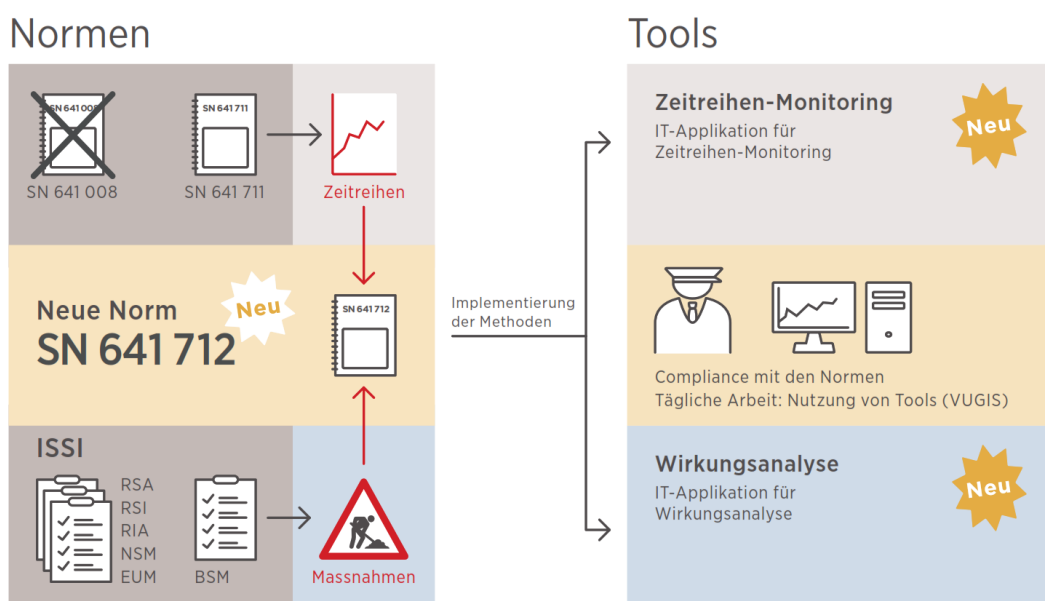 Normen
SN 641 008
SN 641 711
SN 641 008
SN 641 711
Zeitreihen
Neue Norm
SN 641 712
Neu
SN 641 712
ISSI
RSA
RSI
RIA
NSM
EUM
BSM
Massnahmen
Implementierung
der Methoden
Tools
Zeitreihen-Monitoring
IT-Applikation für
Zeitreihen-Monitoring
Neu
Compliance mit den Normen
Tägliche Arbeit: Nutzung von Tools (VUGIS)
Wirkungsanalyse
IT-Applikation für
Wirkungsanalyse
Neu